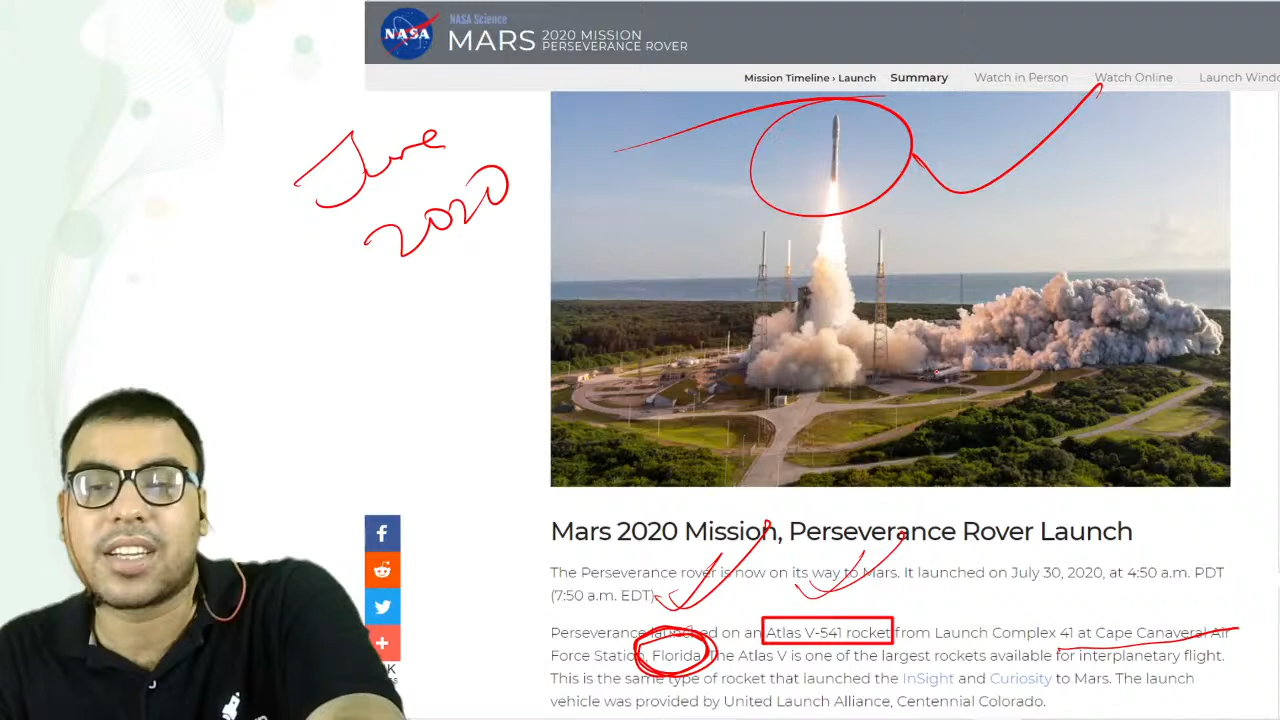 NASA
NASA Science
MARS 2020 MISSION
PERSEVERANCE ROVER
Mission Timeline › Launch Summary Watch in Person Watch Online Launch Windo
June
2020
Mars 2020 Mission, Perseverance Rover Launch
The Perseverance rover is now on its way to Mars. It launched on July 30, 2020, at 4:50 a.m. PDT
(7:50 a.m. EDT).
Perseverance launched on an Atlas V-541 rocket from Launch Complex 41 at Cape Canaveral Air
Force Station, Florida. The Atlas V is one of the largest rockets available for interplanetary flight.
This is the same type of rocket that launched the InSight and Curiosity to Mars. The launch
vehicle was provided by United Launch Alliance, Centennial Colorado.